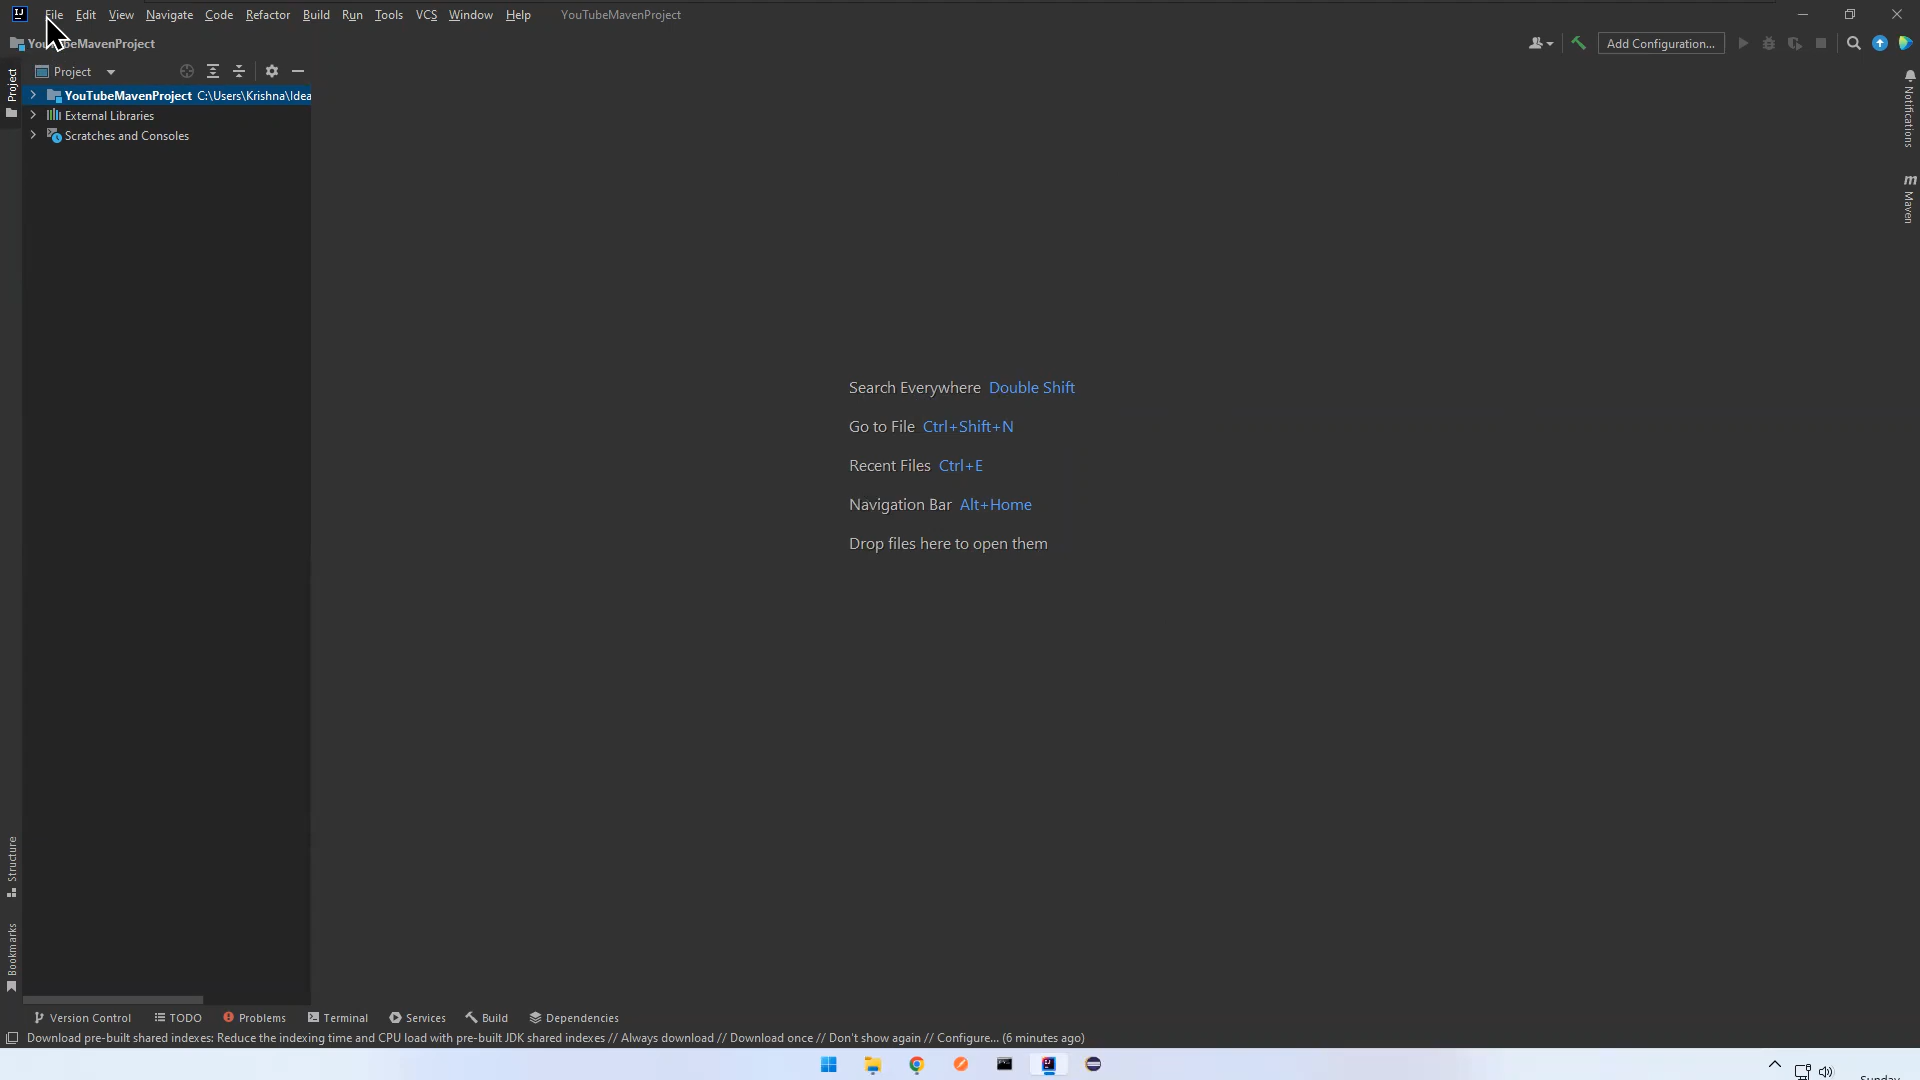 File Edit View Navigate Code Refactor Build Run Tools VCS Window Help YouTubeMavenProject
Add Configuration...
Project
YouTubeMavenProject C:\Users\Krishna\Idea
External Libraries
Scratches and Consoles
Project
Structure
Bookmarks
Notifications
m Maven
Search Everywhere Double Shift
Go to File Ctrl+Shift+N
Recent Files Ctrl+E
Navigation Bar Alt+Home
Drop files here to open them
Version Control TODO Problems Terminal Services Build Dependencies
Download pre-built shared indexes: Reduce the indexing time and CPU load with pre-built JDK shared indexes // Always download // Download once // Don't show again // Configure... (6 minutes ago)
Sunday